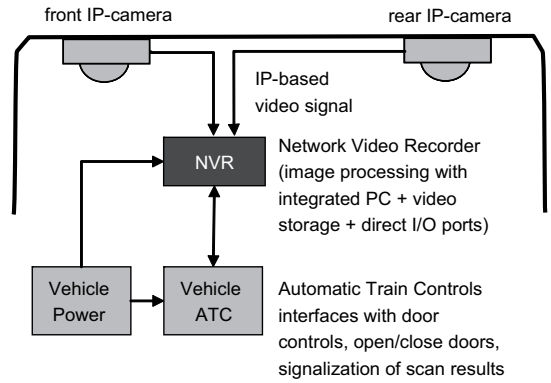 front IP-camera
rear IP-camera
IP-based
video signal
NVR
Network Video Recorder
(image processing with
integrated PC + video
storage + direct I/O ports)
Vehicle
Power
Vehicle
ATC
Automatic Train Controls
interfaces with door
controls, open/close doors,
signalization of scan results